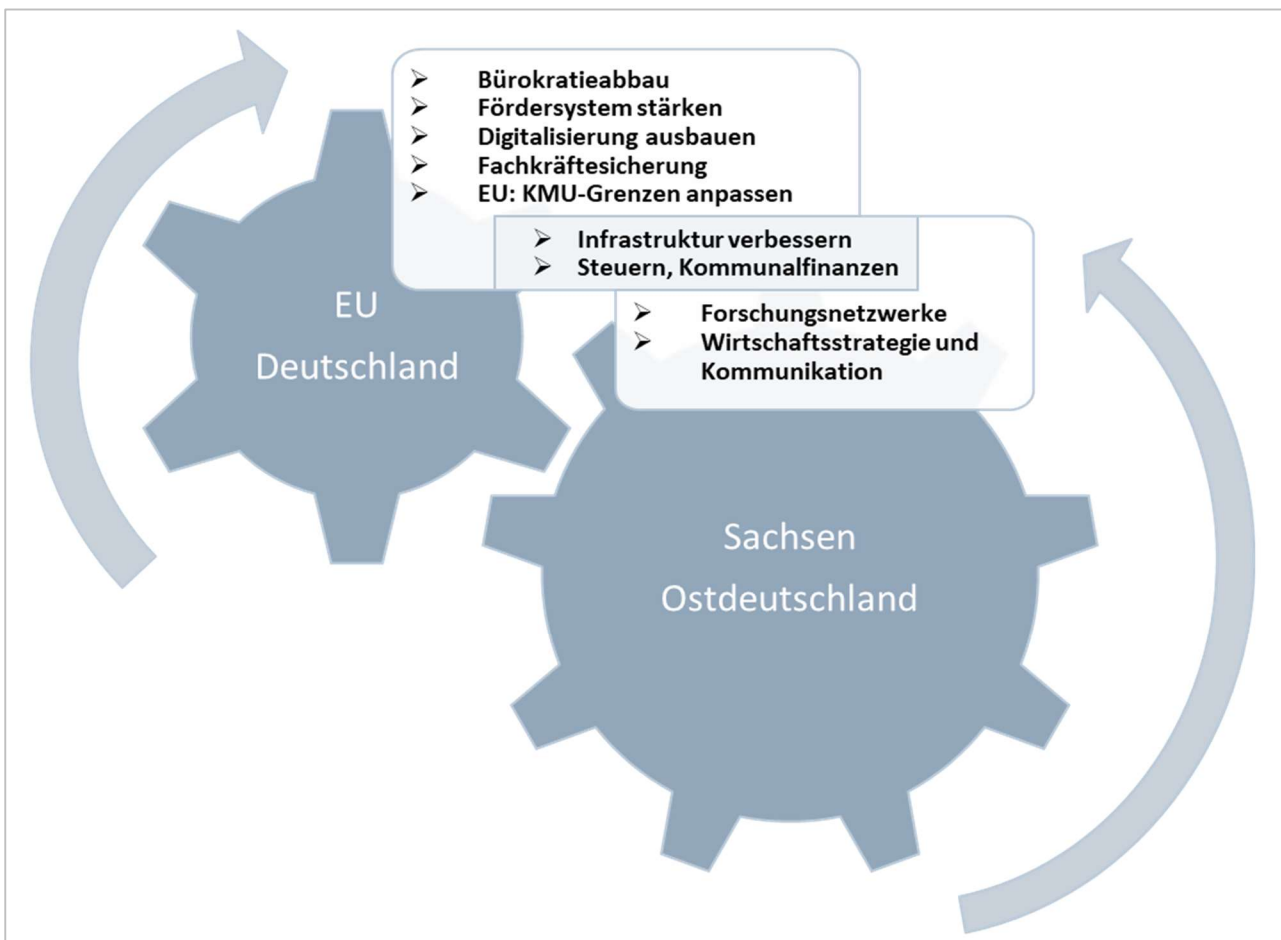 ➢ Bürokratieabbau
➢ Fördersystem stärken
➢ Digitalisierung ausbauen
➢ Fachkräftesicherung
➢ EU: KMU-Grenzen anpassen
➢ Infrastruktur verbessern
➢ Steuern, Kommunalfinanzen
➢ Forschungsnetzwerke
➢ Wirtschaftsstrategie und
Kommunikation
EU
Deutschland
Sachsen
Ostdeutschland